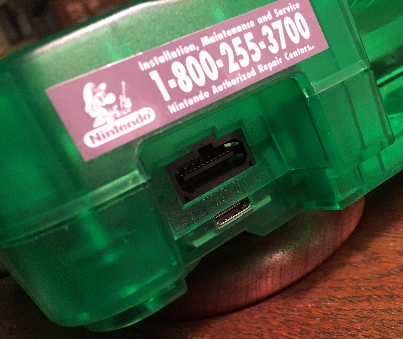 Installation, Maintenance and Service
1-800-255-3700
Nintendo Authorized Repair Centers.
Nintendo